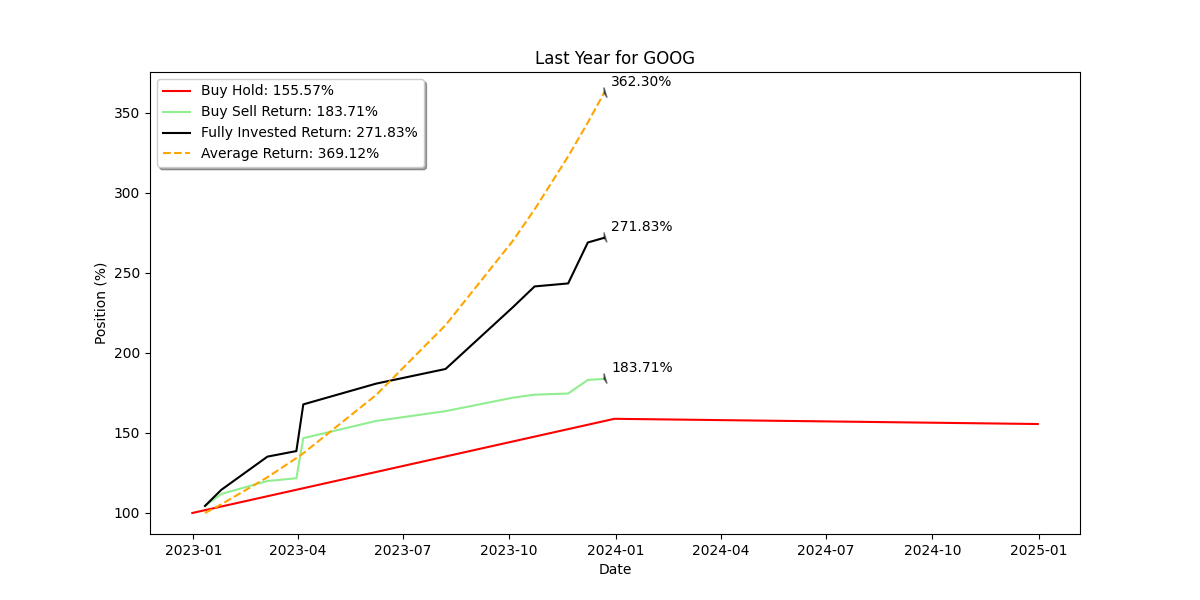 Last Year for GOOG
Buy Hold: 155.57%
Buy Sell Return: 183.71%
Fully Invested Return: 271.83%
Average Return: 369.12%
362.30%
271.83%
183.71%
350
300
250
200
150
100
Position (%)
2023-01 2023-04 2023-07 2023-10 2024-01 2024-04 2024-07 2024-10 2025-01
Date